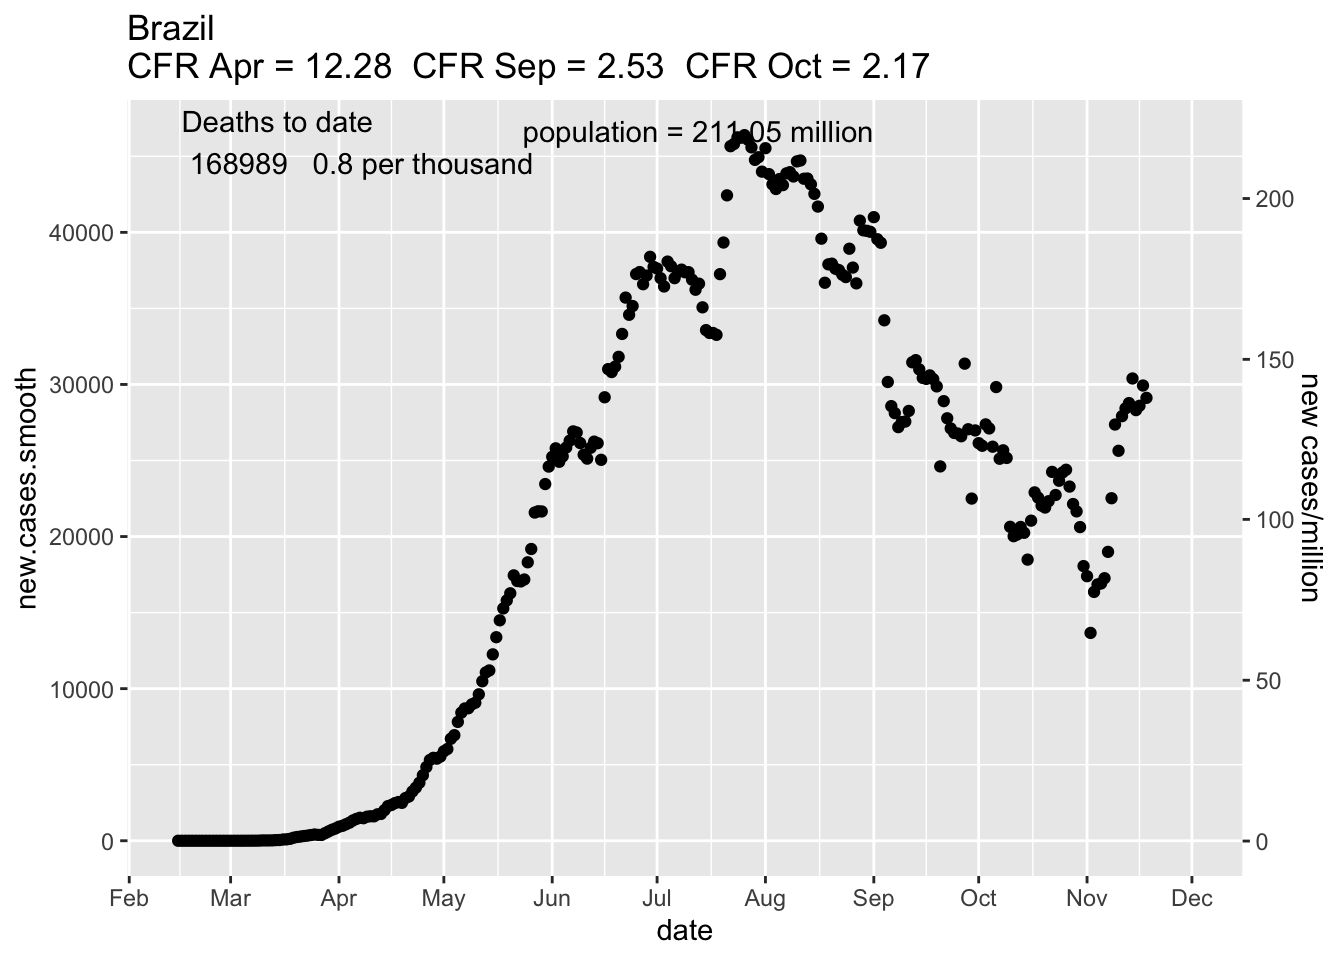 Brazil
CFR Apr = 12.28  CFR Sep = 2.53  CFR Oct = 2.17
Deaths to date
population = 211.05 million
168989   0.8 per thousand
new.cases.smooth
40000
30000
20000
10000
0
200
150
100
50
0
new cases/million
Feb Mar Apr May Jun Jul Aug Sep Oct Nov Dec
date